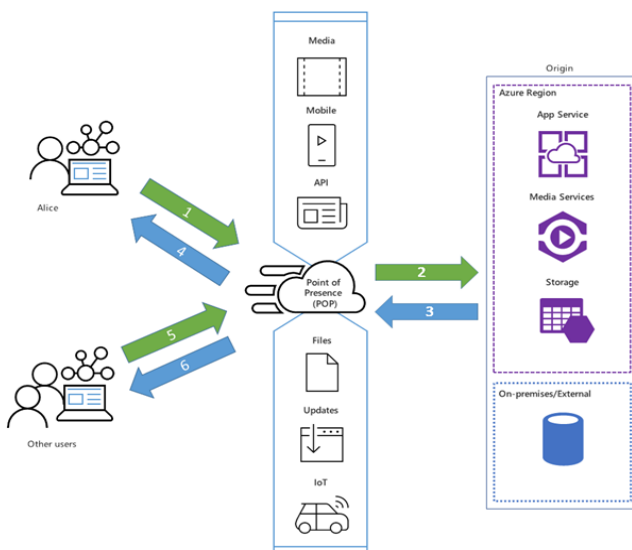 Media
Mobile
API
Origin
Azure Region
App Service
Media Services
Storage
On-premises/External
Alice
1
4
2
3
Point of
Presence
(POP)
5
6
Other users
Files
Updates
IoT